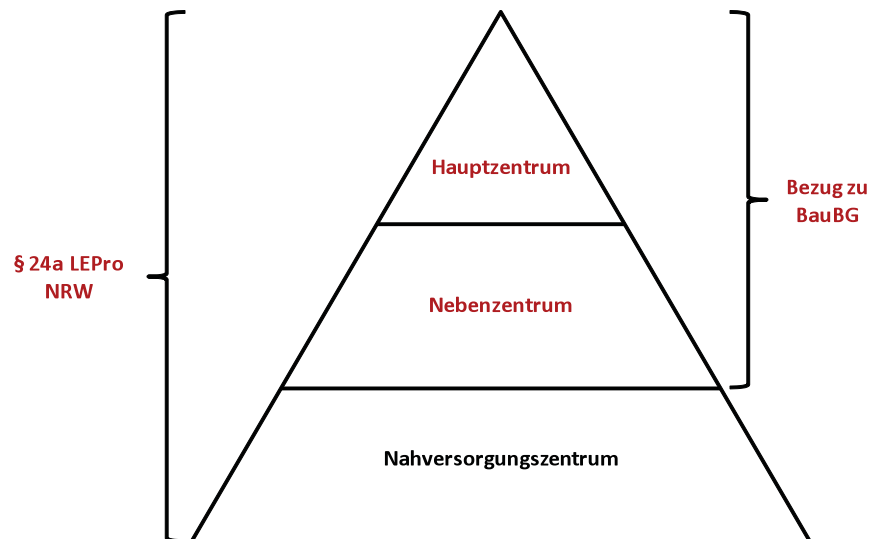 Hauptzentrum
Bezug zu
BauBG
§ 24a LEPro
NRW
Nebenzentrum
Nahversorgungszentrum